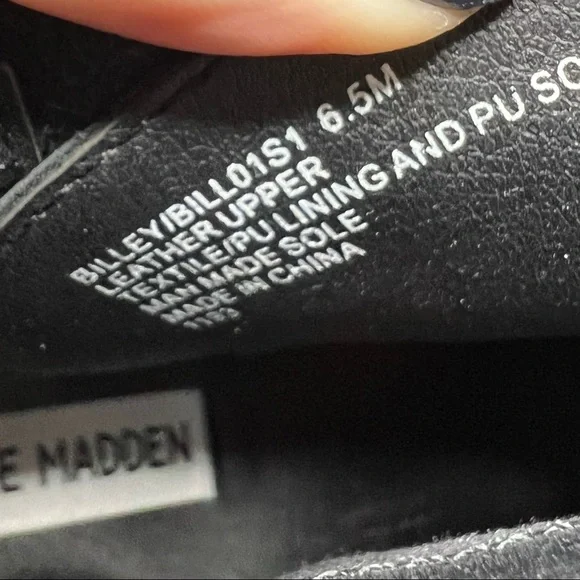 BILLEY/BILL01S1 6.5M
LEATHER UPPER
TEXTILE/PU LINING AND PU SO
MAN MADE SOLE
MADE IN CHINA
1153
E MADDEN